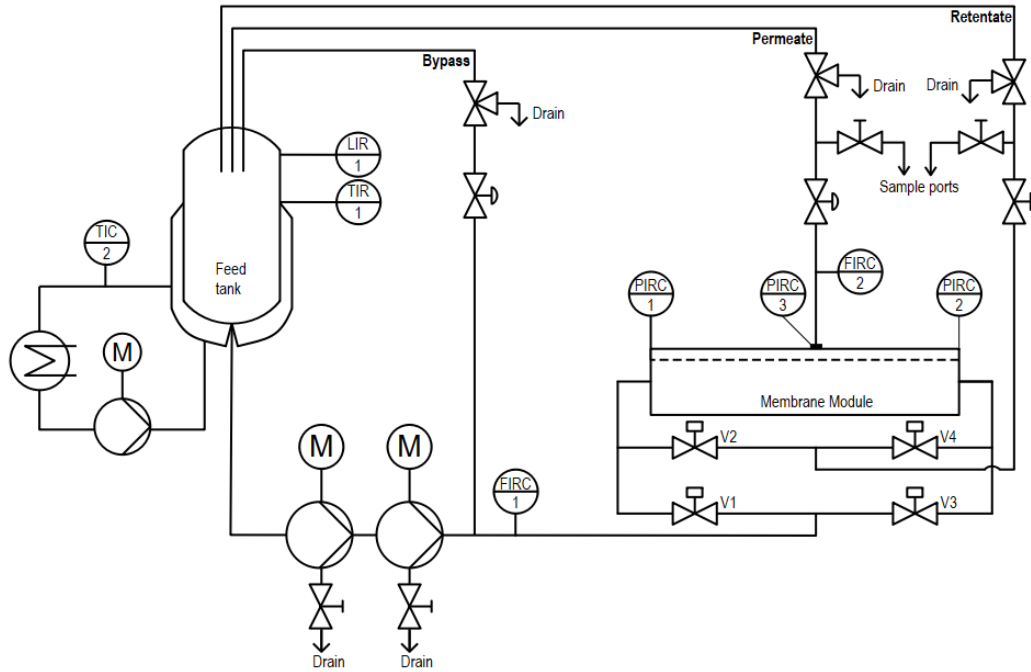 Retentate
Permeate
Bypass
Drain
Drain
Drain
LIR
1
TIR
1
Sample ports
TIC
2
Feed
tank
FIRC
2
PIRC
1
PIRC
3
PIRC
2
M
Membrane Module
M
M
V2
V4
FIRC
1
V1
V3
Drain
Drain